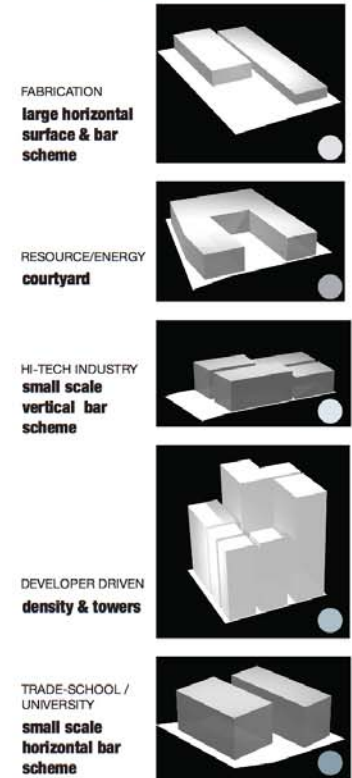 FABRICATION
large horizontal
surface & bar
scheme
RESOURCE/ENERGY
courtyard
HI-TECH INDUSTRY
small scale
vertical bar
scheme
DEVELOPER DRIVEN
density & towers
TRADE-SCHOOL /
UNIVERSITY
small scale
horizontal bar
scheme